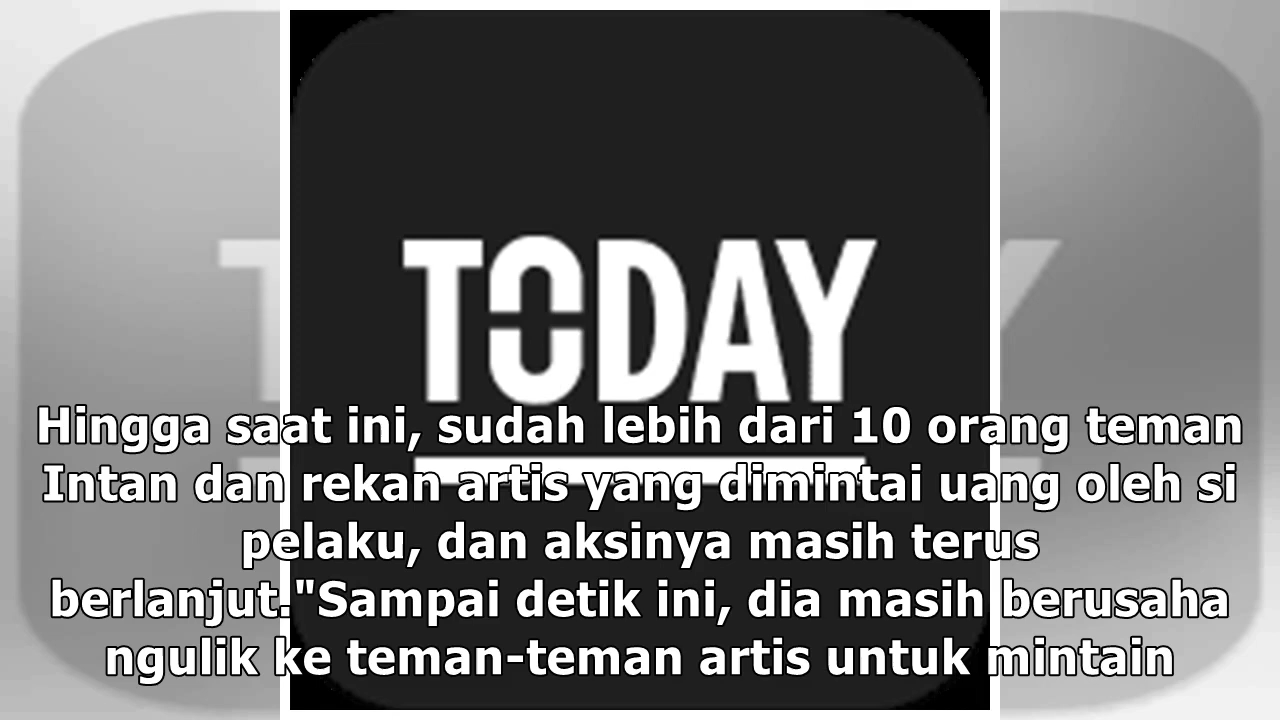 TODAY
Hingga saat ini, sudah lebih dari 10 orang teman
Intan dan rekan artis yang dimintai uang oleh si
pelaku, dan aksinya masih terus
berlanjut."Sampai detik ini, dia masih berusaha
ngulik ke teman-teman artis untuk mintain